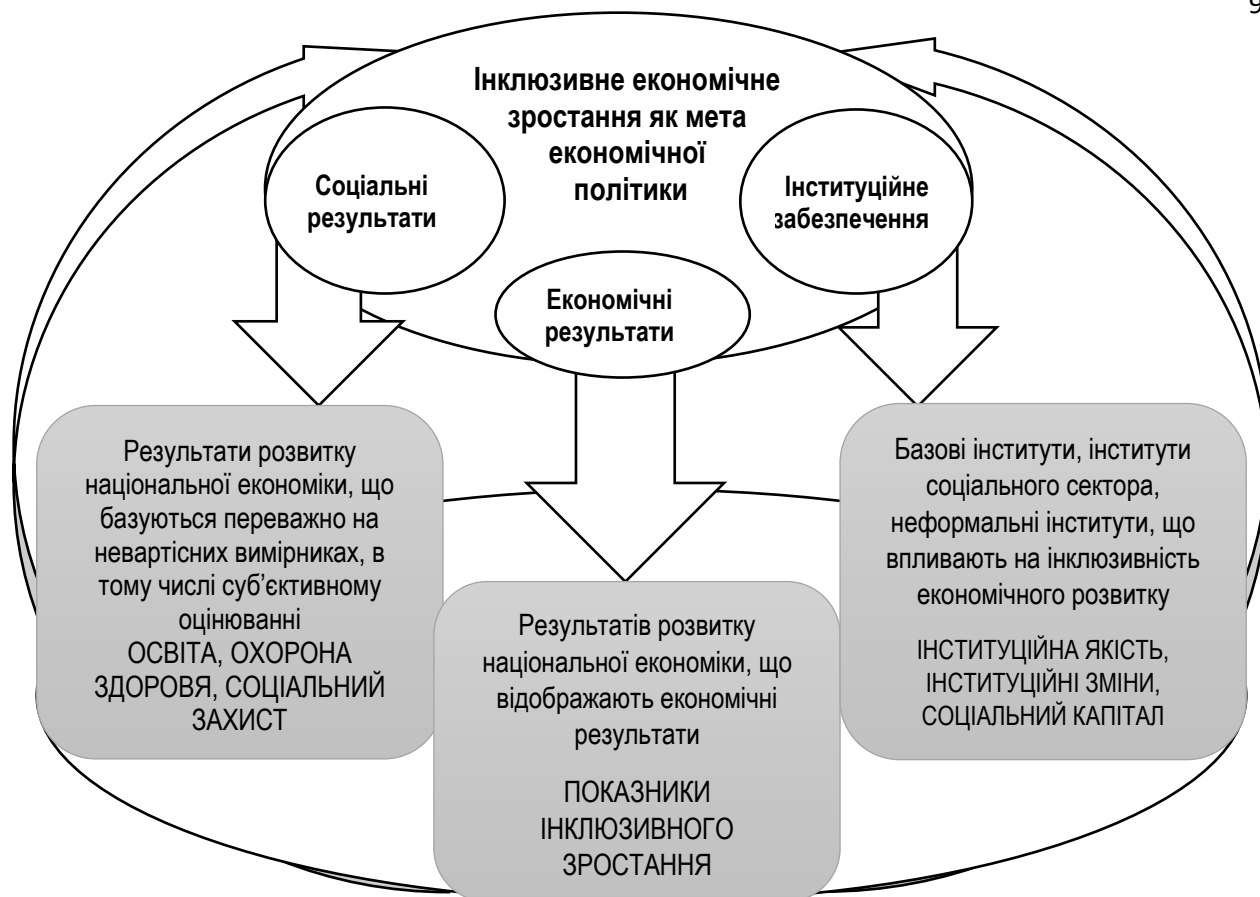 9
Інклюзивне економічне
зростання як мета
економічної
політики
Соціальні
результати
Інституційне
забезпечення
Економічні
результати
Результати розвитку
національної економіки, що
базуються переважно на
невартісних вимірниках, в
тому числі суб’єктивному
оцінюванні
ОСВІТА, ОХОРОНА
ЗДОРОВЯ, СОЦІАЛЬНИЙ
ЗАХИСТ
Результатів розвитку
національної економіки, що
відображають економічні
результати
ПОКАЗНИКИ
ІНКЛЮЗИВНОГО
ЗРОСТАННЯ
Базові інститути, інститути
соціального сектора,
неформальні інститути, що
впливають на інклюзивність
економічного розвитку
ІНСТИТУЦІЙНА ЯКІСТЬ,
ІНСТИТУЦІЙНІ ЗМІНИ,
СОЦІАЛЬНИЙ КАПІТАЛ